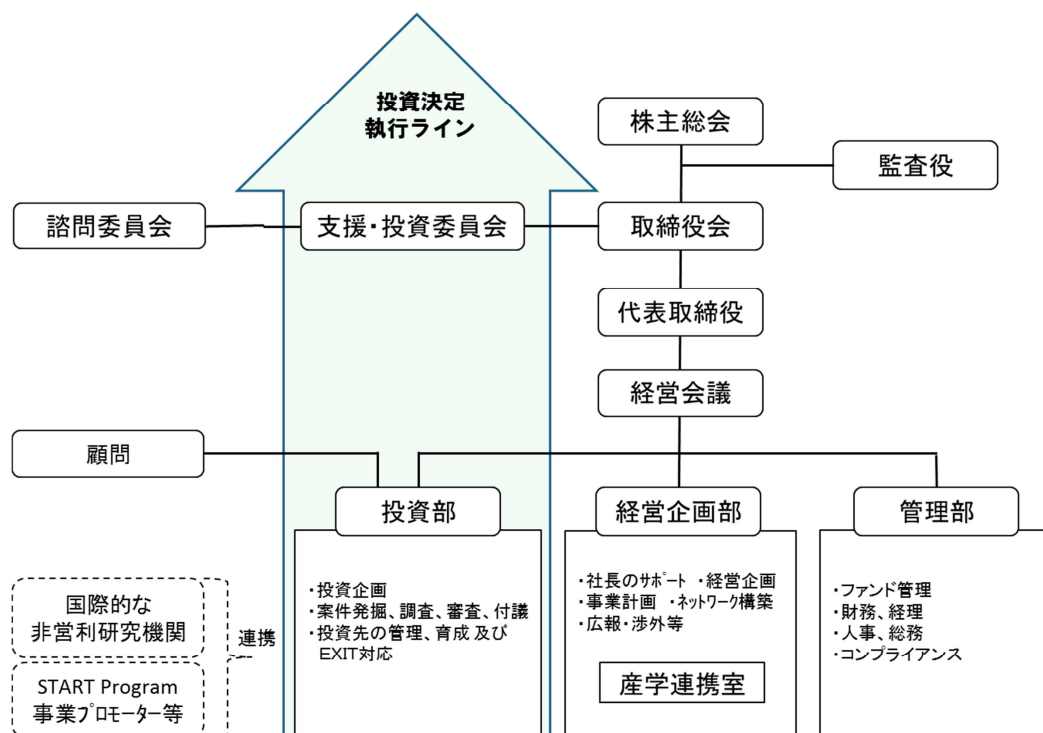 投資決定
執行ライン
株主総会
監査役
諮問委員会
支援・投資委員会
取締役会
代表取締役
経営会議
顧問
投資部
経営企画部
管理部
・投資企画
・案件発掘、調査、審査、付議
・投資先の管理、育成 及び
EXIT対応
・社長のサポート ・経営企画
・事業計画 ・ネットワーク構築
・広報・渉外等
産学連携室
・ファンド管理
・財務、経理
・人事、総務
・コンプライアンス
国際的な
非営利研究機関
連携
START Program
事業プロモーター等